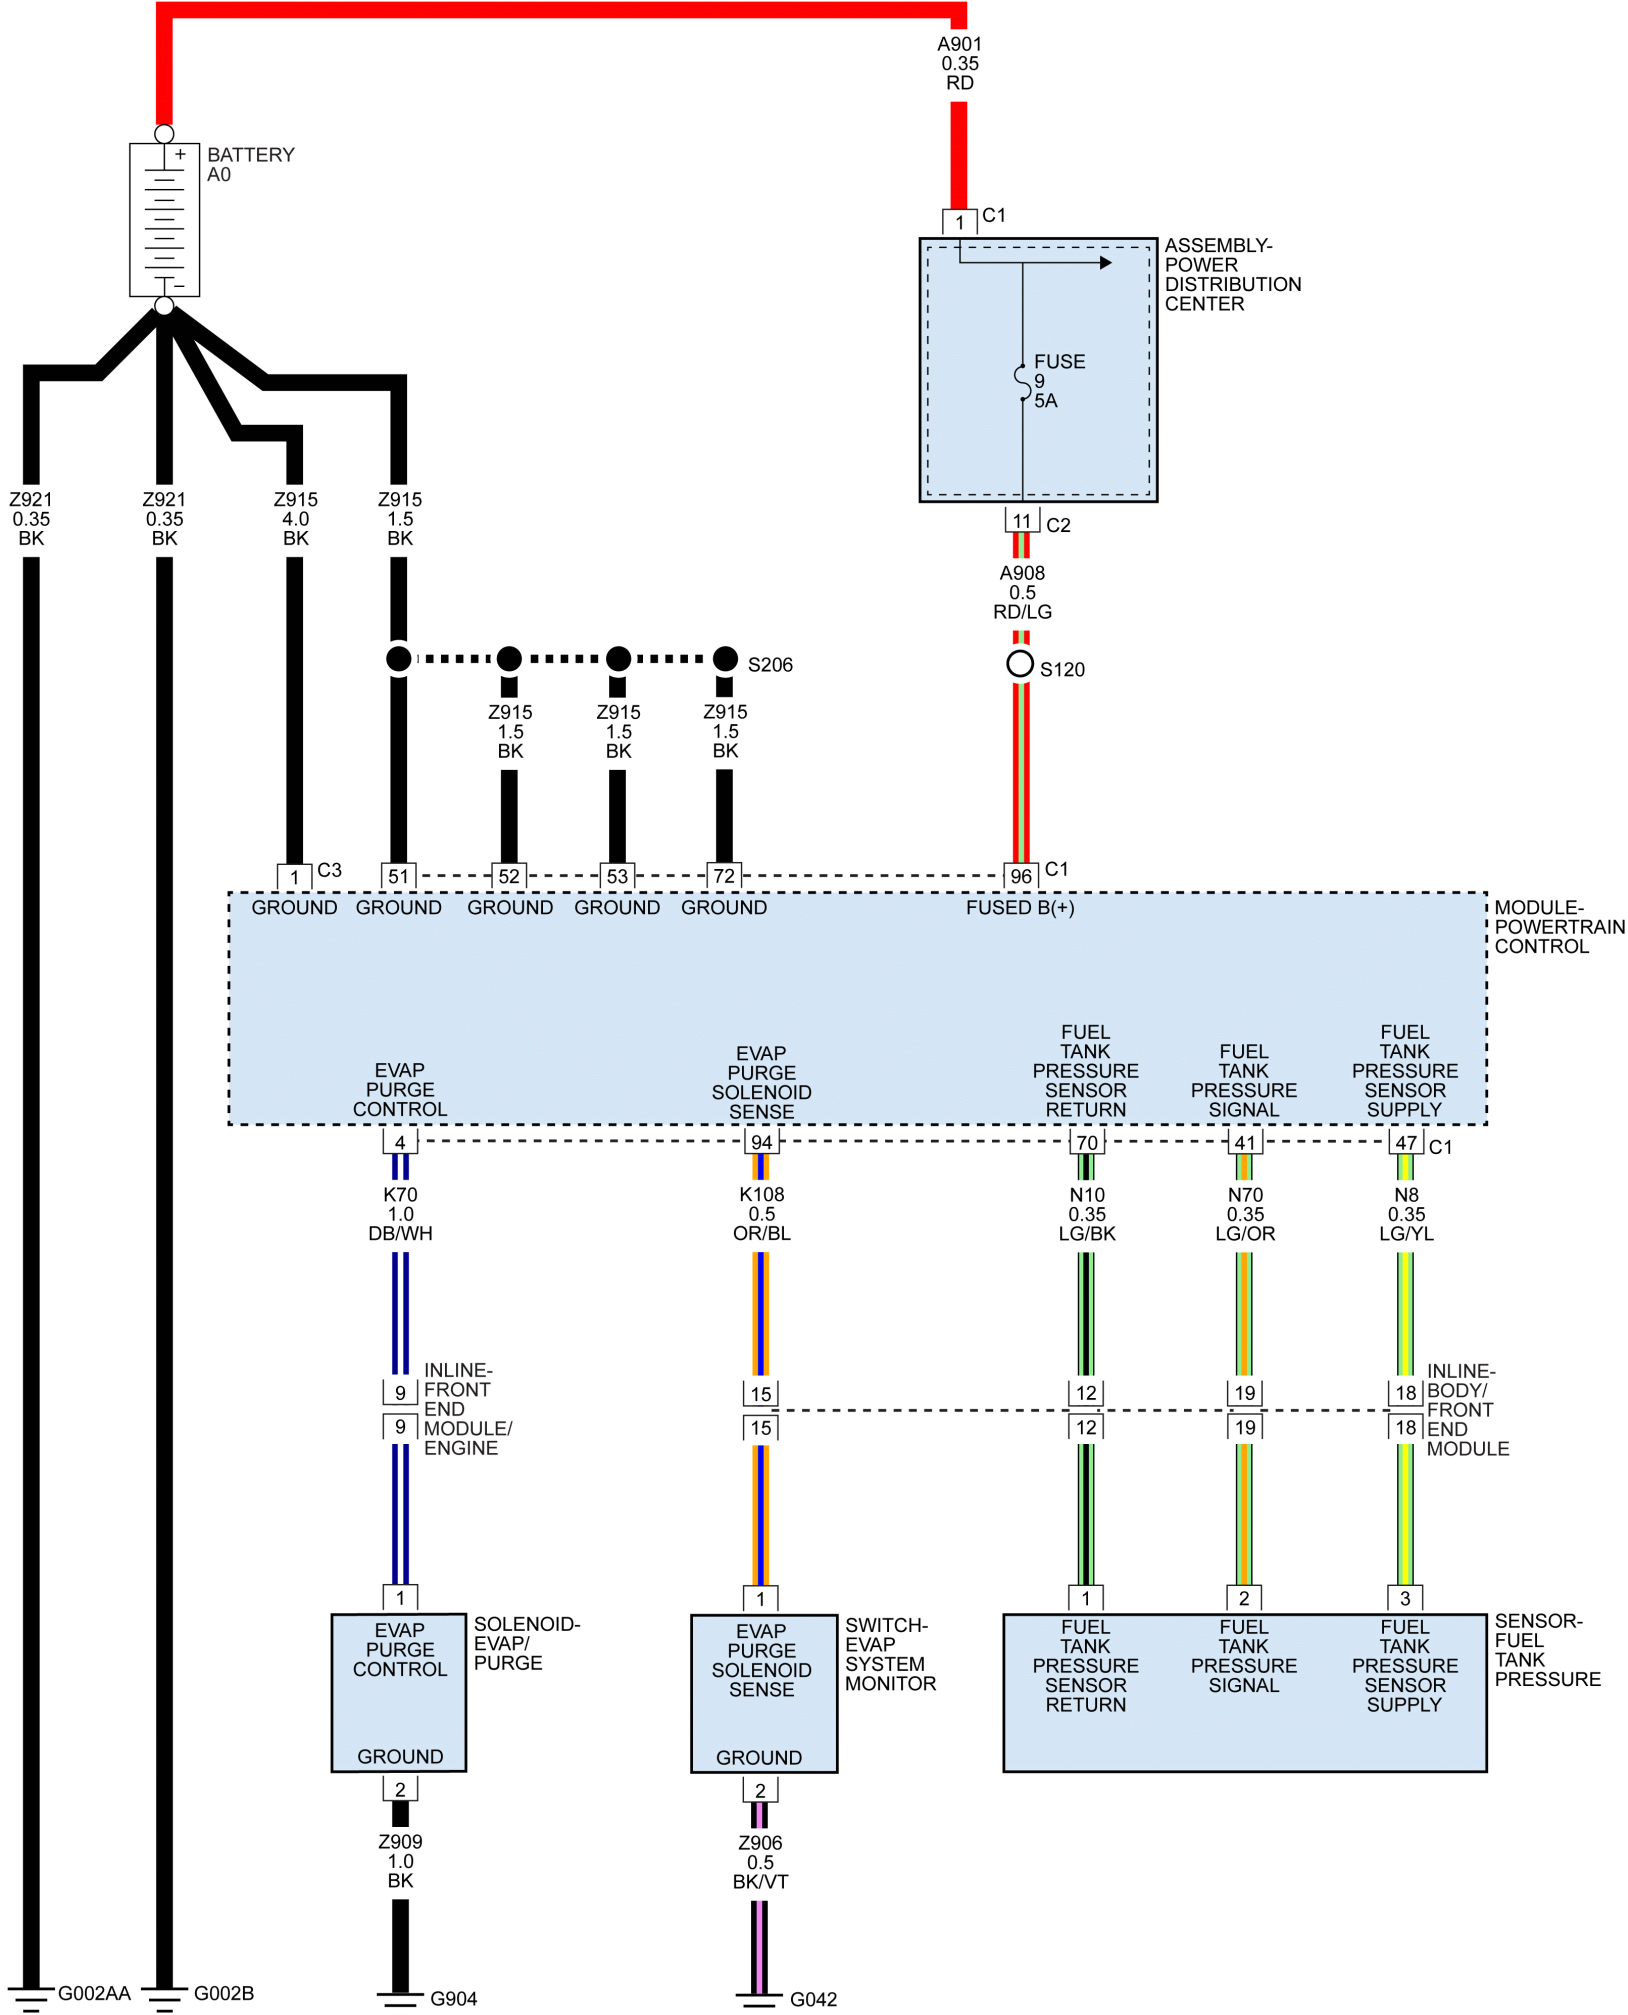 A901
0.35
RD
+
BATTERY
A0
−
1 C1
ASSEMBLY-
POWER
DISTRIBUTION
CENTER
FUSE
9
5A
11 C2
A908
0.5
RD/LG
S120
Z921
0.35
BK
Z921
0.35
BK
Z915
4.0
BK
Z915
1.5
BK
S206
Z915
1.5
BK
Z915
1.5
BK
Z915
1.5
BK
1 C3 51 52 53 72 96 C1
GROUND GROUND GROUND GROUND GROUND FUSED B(+)
MODULE-
POWERTRAIN
CONTROL
EVAP
PURGE
CONTROL
EVAP
PURGE
SOLENOID
SENSE
FUEL
TANK
PRESSURE
SENSOR
RETURN
FUEL
TANK
PRESSURE
SIGNAL
FUEL
TANK
PRESSURE
SENSOR
SUPPLY
4 94 70 41 47 C1
K70
1.0
DB/WH
K108
0.5
OR/BL
N10
0.35
LG/BK
N70
0.35
LG/OR
N8
0.35
LG/YL
9
9
INLINE-
FRONT
END
MODULE/
ENGINE
15 12 19 18
15 12 19 18
INLINE-
BODY/
FRONT
END
MODULE
1
EVAP
PURGE
CONTROL
GROUND
2
SOLENOID-
EVAP/
PURGE
1
EVAP
PURGE
SOLENOID
SENSE
GROUND
2
SWITCH-
EVAP
SYSTEM
MONITOR
1 2 3
FUEL
TANK
PRESSURE
SENSOR
RETURN
FUEL
TANK
PRESSURE
SIGNAL
FUEL
TANK
PRESSURE
SENSOR
SUPPLY
SENSOR-
FUEL
TANK
PRESSURE
Z909
1.0
BK
Z906
0.5
BK/VT
G002AA G002B G904 G042